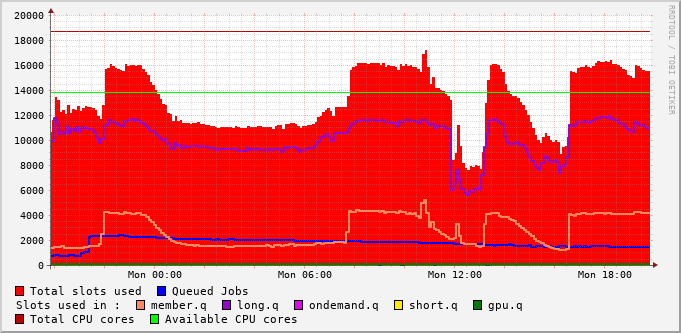 20000
18000
16000
14000
12000
10000
8000
6000
4000
2000
0
Mon 00:00 Mon 06:00 Mon 12:00 Mon 18:00
RRDTOOL / TOBI OETIKER
Total slots used Queued Jobs
Slots used in : member.q long.q ondemand.q short.q gpu.q
Total CPU cores Available CPU cores